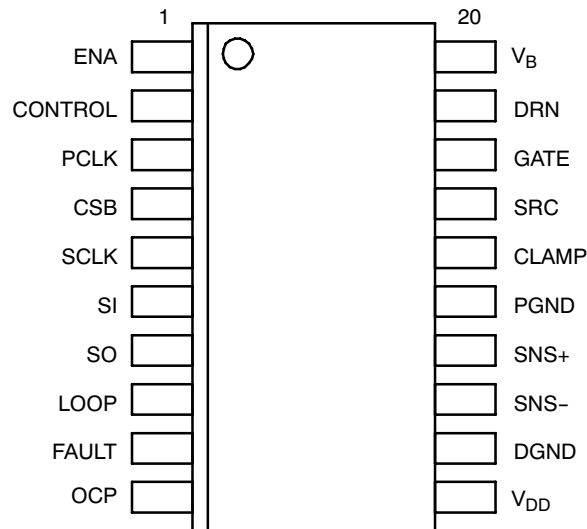 1 20
ENA V_B
CONTROL DRN
PCLK GATE
CSB SRC
SCLK CLAMP
SI PGND
SO SNS+
LOOP SNS−
FAULT DGND
OCP V_DD